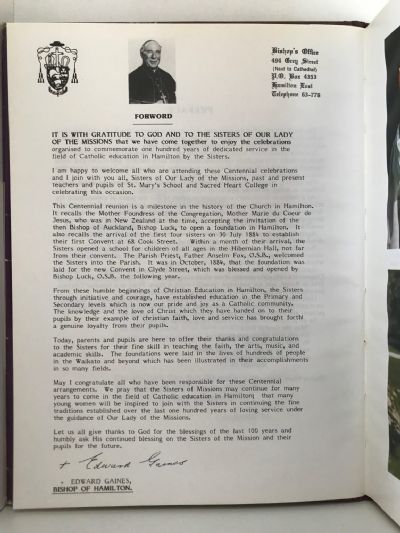 Bishop's Office
494 Grey Street
(Next to Cathedral)
P.O. Box 4353
Hamilton East
Telephone 63-776
FORWORD
IT IS WITH GRATITUDE TO GOD AND TO THE SISTERS OF OUR LADY
OF THE MISSIONS that we have come together to enjoy the celebrations
organised to commemorate one hundred years of dedicated service in the
field of Catholic education in Hamilton by the Sisters.
I am happy to welcome all who are attending these Centennial celebrations
and I join with you all, Sisters of Our Lady of the Missions, past and present
teachers and pupils of St. Mary's School and Sacred Heart College in
celebrating this occasion.
This Centennial reunion is a milestone in the history of the Church in Hamilton.
It recalls the Mother Foundress of the Congregation, Mother Marie du Coeur de
Jesus, who was in New Zealand at the time, accepting the invitation of the
then Bishop of Auckland, Bishop Luck, to open a foundation in Hamilton. It
also recalls the arrival of the first four sisters on 30 July 1884 to establish
their first Convent at 68 Cook Street. Within a month of their arrival, the
Sisters opened a school for children of all ages in the Hibernian Hall, not far
from their convent. The Parish Priest, Father Anselm Fox, O.S.B., welcomed
the Sisters into the Parish. It was in October, 1884, that the foundation was
laid for the new Convent in Clyde Street, which was blessed and opened by
Bishop Luck, O.S.B. the following year.
From these humble beginnings of Christian Education in Hamilton, the Sisters
through initiative and courage, have established education in the Primary and
Secondary levels which is now our pride and joy as a Catholic community.
The knowledge and the love of Christ which they have handed on to their
pupils by their example of christian faith, love and service has brought forth
a genuine loyalty from their pupils.
Today, parents and pupils are here to offer their thanks and congratulations
to the Sisters for their fine skill in teaching the faith, the arts, music, and
academic skills. The foundations were laid in the lives of hundreds of people
in the Waikato and beyond which has been illustrated in their accomplishments
in so many fields.
May I congratulate all who have been responsible for these Centennial
arrangements. We pray that the Sisters of Missions may continue for many
years to come in the field of Catholic education in Hamilton; that many
young women will be inspired to join with the Sisters in continuing the fine
traditions established over the last one hundred years of loving service under
the guidance of Our Lady of the Missions.
Let us all give thanks to God for the blessings of the past 100 years and
humbly ask His continued blessing on the Sisters of the Mission and their
pupils for the future.
+ Edward Gaines
+ EDWARD GAINES,
BISHOP OF HAMILTON.